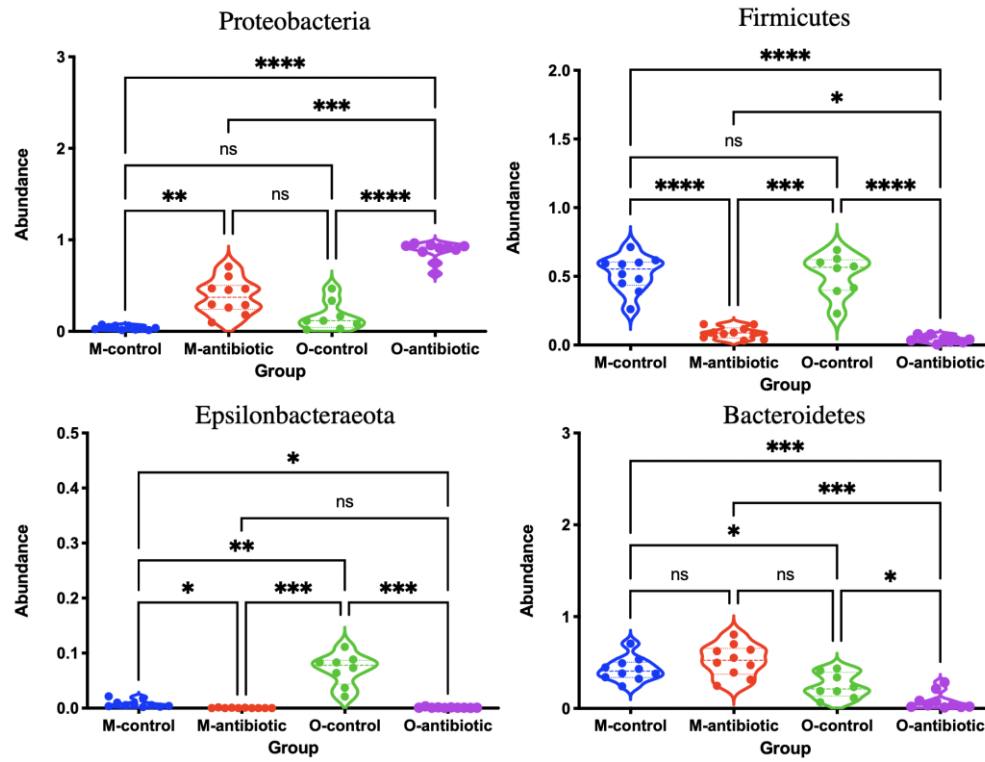 Proteobacteria
3
2
1
0
Abundance
****
***
ns
**
ns
****
M-control M-antibiotic O-control O-antibiotic
Group
Firmicutes
2.0
1.5
1.0
0.5
0.0
Abundance
****
*
ns
****
***
****
M-control M-antibiotic O-control O-antibiotic
Group
Epsilonbacteraeota
0.5
0.4
0.3
0.2
0.1
0.0
Abundance
*
ns
**
*
***
***
M-control M-antibiotic O-control O-antibiotic
Group
Bacteroidetes
3
2
1
0
Abundance
***
***
*
ns
ns
*
M-control M-antibiotic O-control O-antibiotic
Group